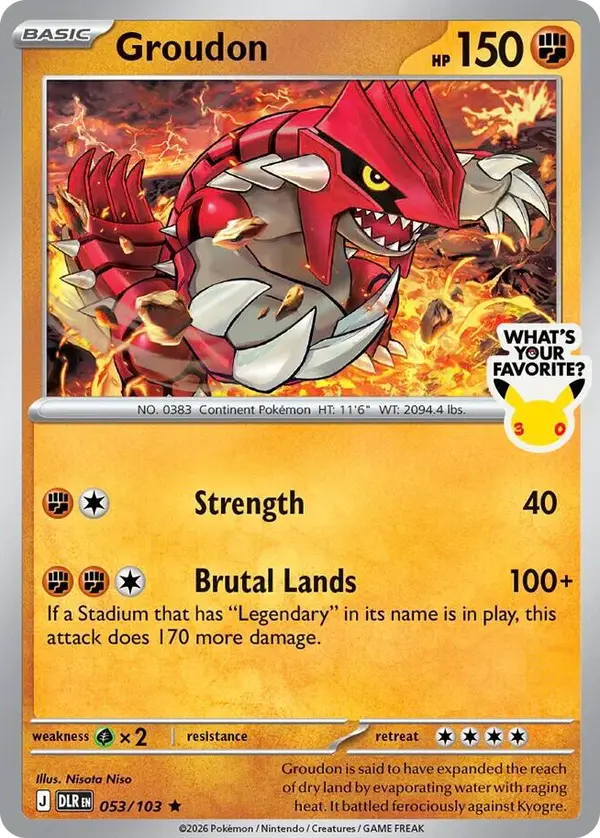 BASIC
Groudon
HP 150
WHAT'S
YOUR
FAVORITE?
3 0
NO. 0383 Continent Pokémon HT: 11'6" WT: 2094.4 lbs.
Strength 40
Brutal Lands 100+
If a Stadium that has “Legendary” in its name is in play, this
attack does 170 more damage.
weakness ×2 resistance retreat
Illus. Nisota Niso
Groudon is said to have expanded the reach
of dry land by evaporating water with raging
heat. It battled ferociously against Kyogre.
J DLR EN 053/103 ★
©2026 Pokémon / Nintendo / Creatures / GAME FREAK